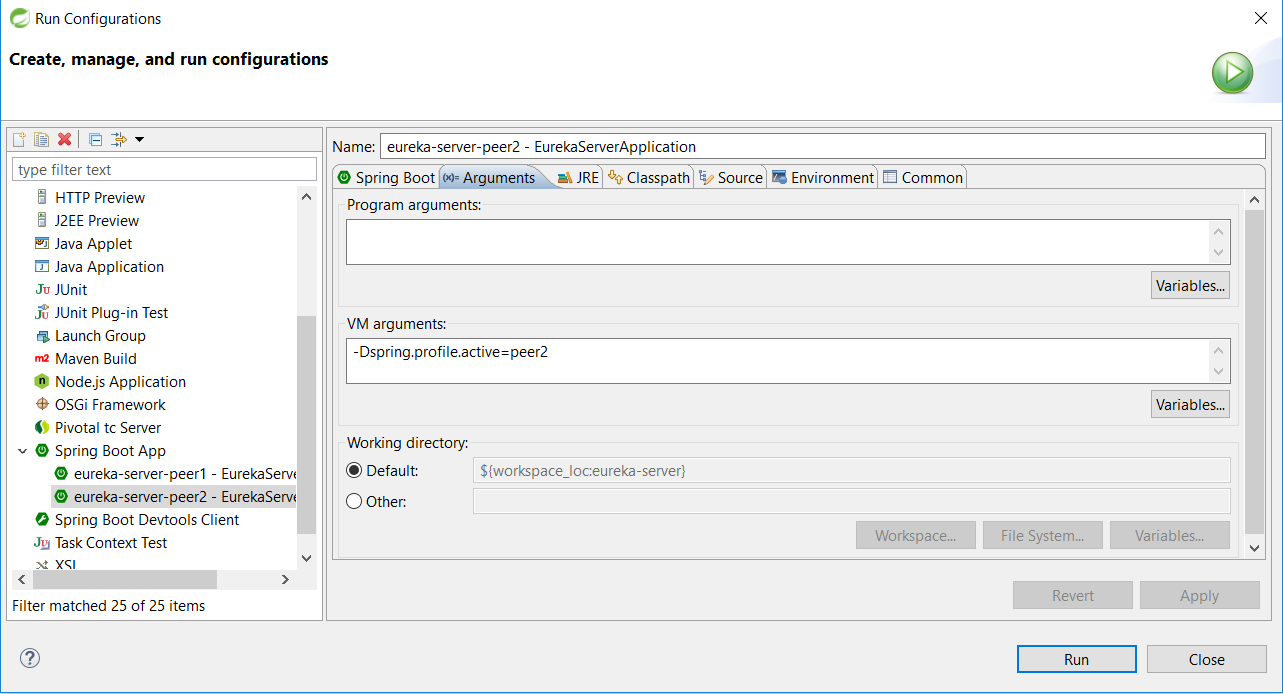 Run Configurations
Create, manage, and run configurations
type filter text
HTTP Preview
J2EE Preview
Java Applet
Java Application
Ju JUnit
JUnit Plug-in Test
Launch Group
m2 Maven Build
n Node.js Application
OSGi Framework
Pivotal tc Server
Spring Boot App
eureka-server-peer1 - EurekaServe
eureka-server-peer2 - EurekaServe
Spring Boot Devtools Client
Ju Task Context Test
XSL
Filter matched 25 of 25 items
Name: eureka-server-peer2 - EurekaServerApplication
Spring Boot (x)= Arguments JRE Classpath Source Environment Common
Program arguments:
Variables...
VM arguments:
-Dspring.profile.active=peer2
Variables...
Working directory:
Default: ${workspace_loc:eureka-server}
Other:
Workspace... File System... Variables...
Revert Apply
? Run Close